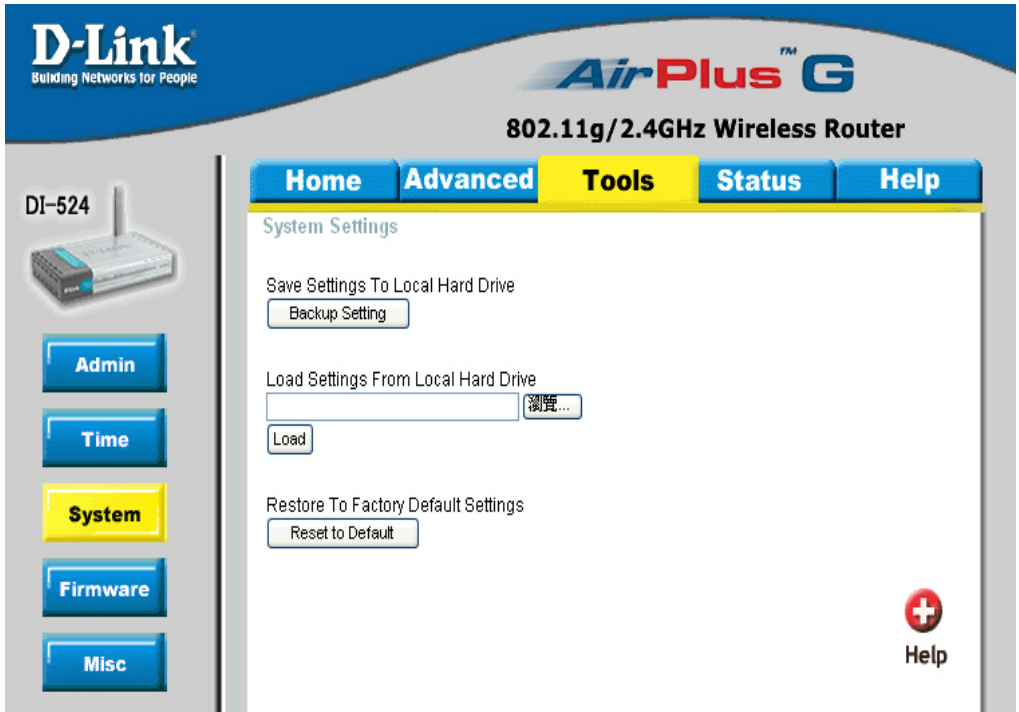 D-Link
Building Networks for People
AirPlus G
TM
802.11g/2.4GHz Wireless Router
Home Advanced Tools Status Help
DI-524
System Settings
Save Settings To Local Hard Drive
Backup Setting
Admin
Load Settings From Local Hard Drive
瀏覽...
Time
Load
System
Restore To Factory Default Settings
Reset to Default
Firmware
Misc
Help